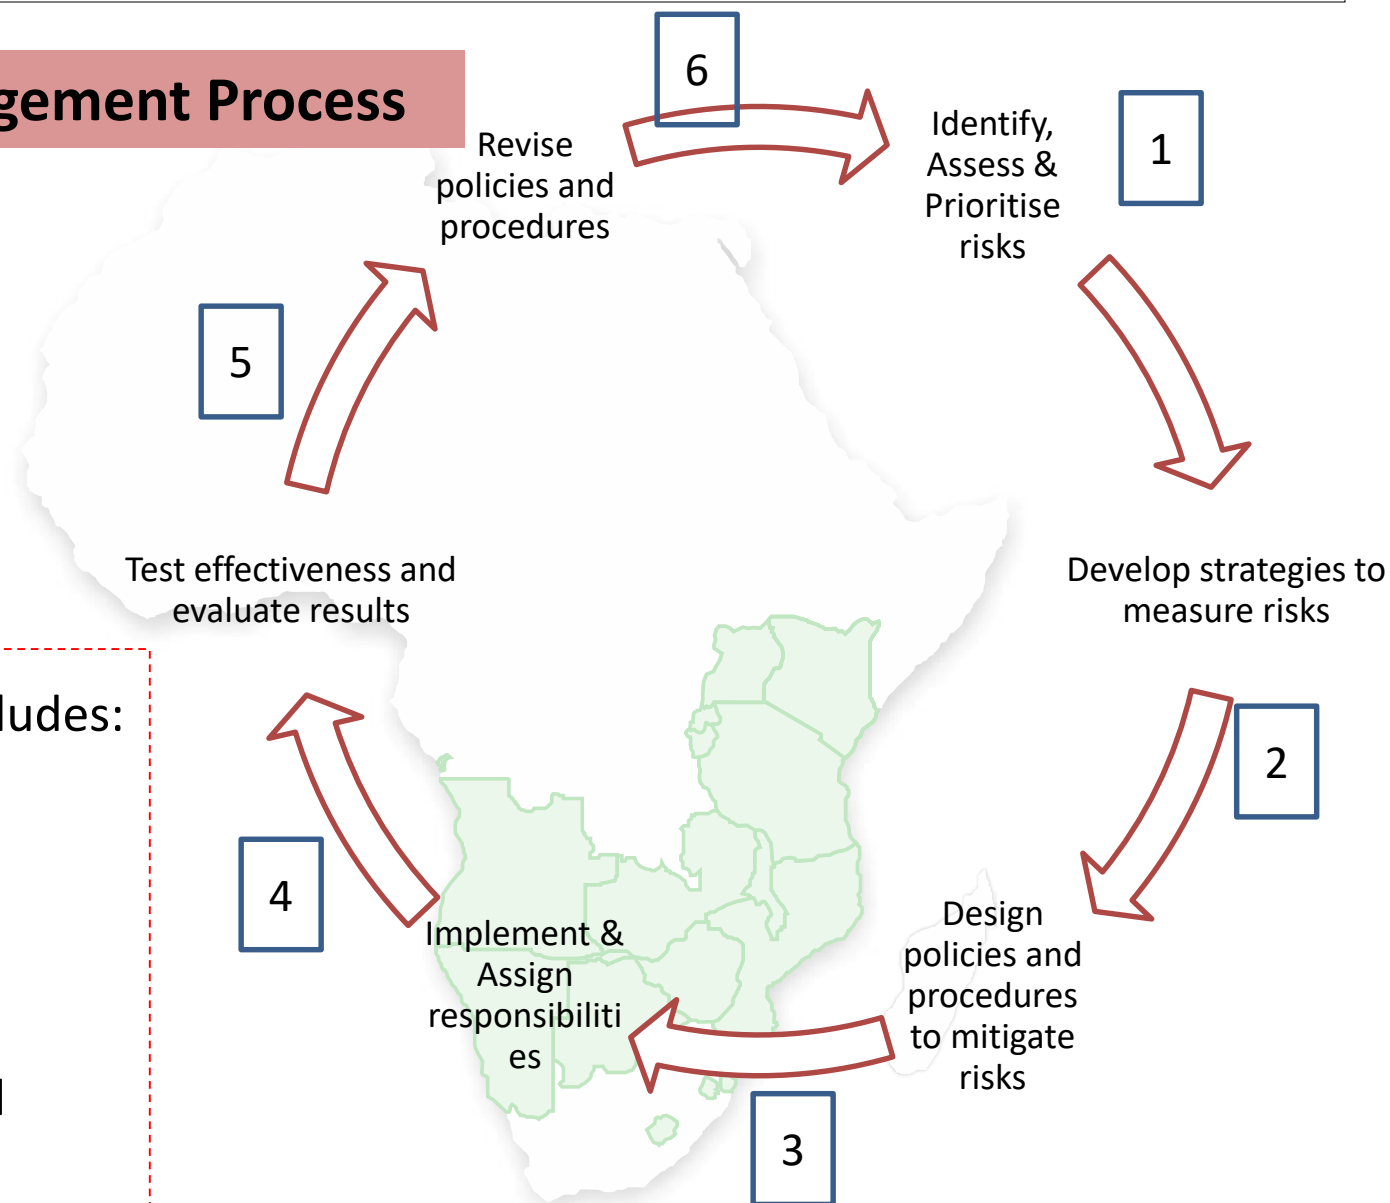 gement Process
6
Revise
policies and
procedures
Identify,
Assess &
Prioritise
risks
1
5
Test effectiveness and
evaluate results
Develop strategies to
measure risks
ludes:
2
4
Implement &
Assign
responsibiliti
es
Design
policies and
procedures
to mitigate
risks
3